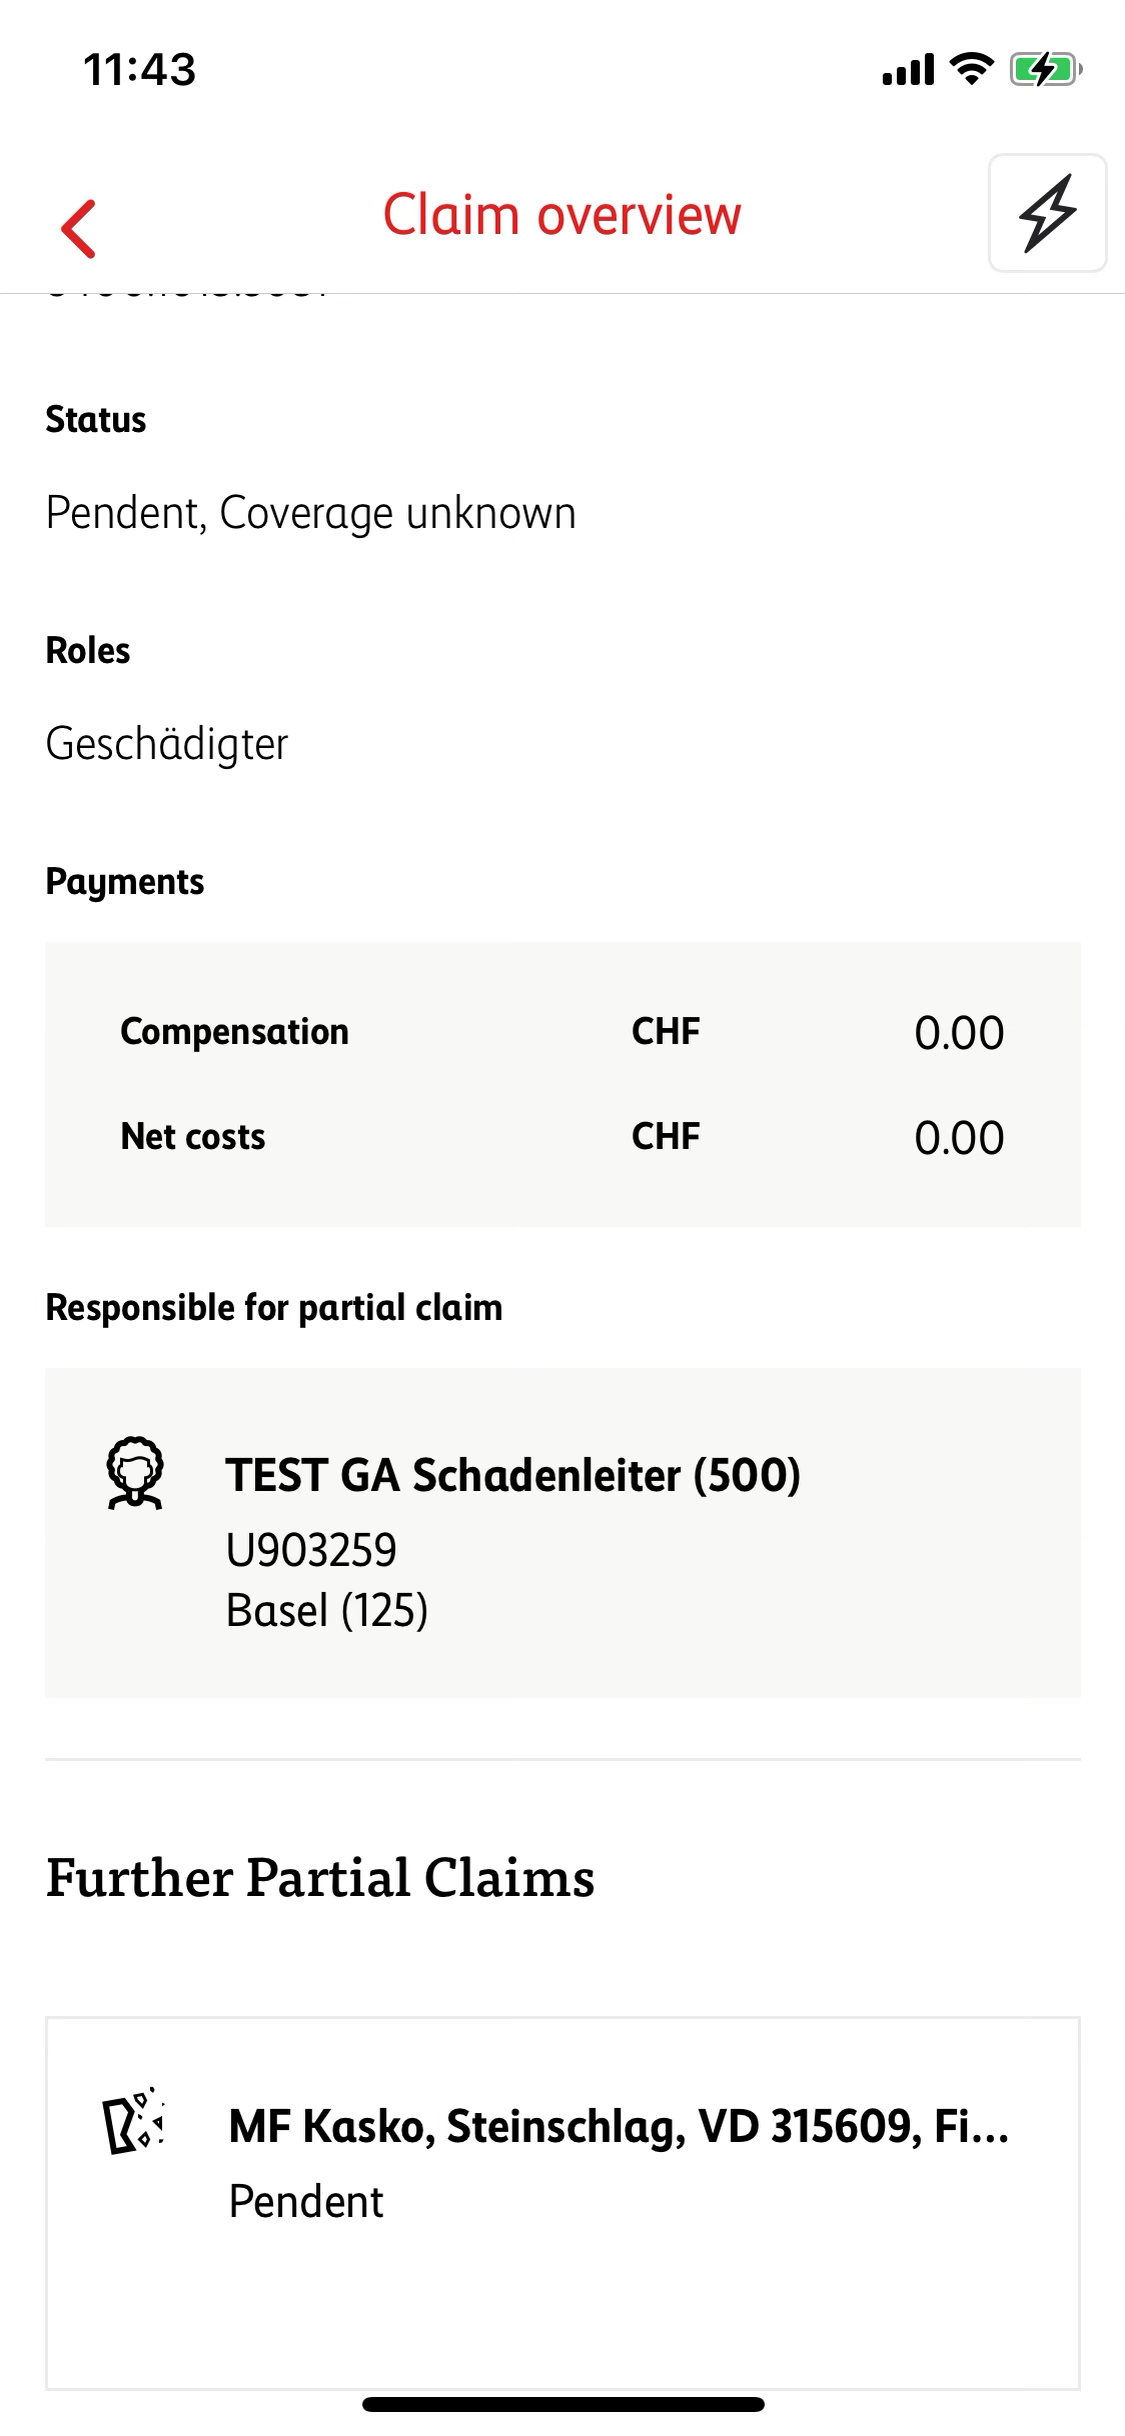 11:43
Claim overview
Status
Pendent, Coverage unknown
Roles
Geschädigter
Payments
Compensation CHF 0.00
Net costs CHF 0.00
Responsible for partial claim
TEST GA Schadenleiter (500)
U903259
Basel (125)
Further Partial Claims
MF Kasko, Steinschlag, VD 315609, Fi...
Pendent